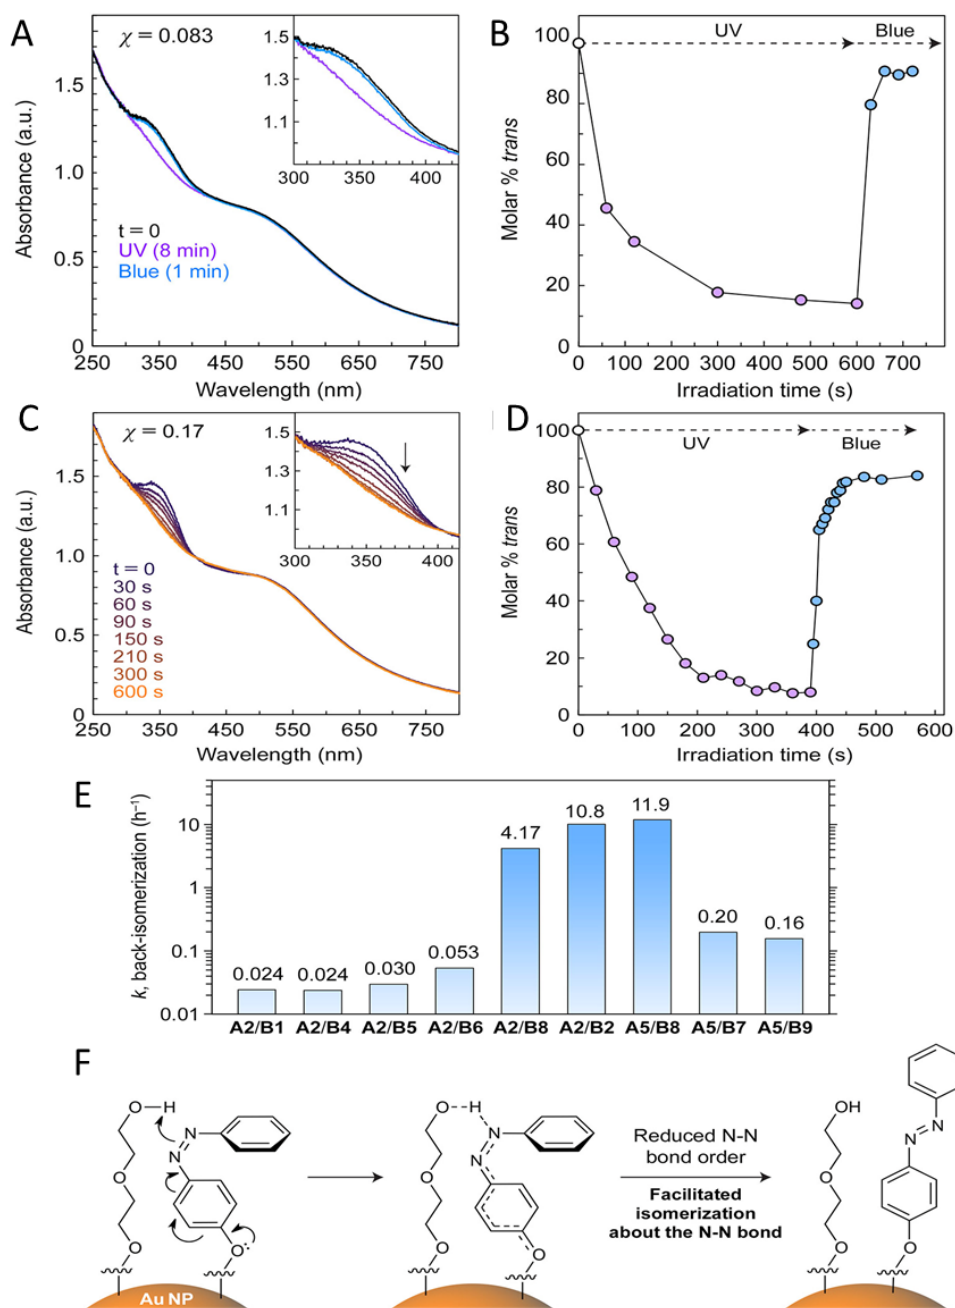 A
χ = 0.083
Absorbance (a.u.)
1.5
1.0
0.5
0
250 350 450 550 650 750
Wavelength (nm)
t = 0
UV (8 min)
Blue (1 min)
1.5
1.3
1.1
300 350 400
B
UV
Blue
Molar % trans
100
80
60
40
20
0
0 100 200 300 400 500 600 700
Irradiation time (s)
C
χ = 0.17
Absorbance (a.u.)
1.5
1.0
0.5
0
250 350 450 550 650 750
Wavelength (nm)
t = 0
30 s
60 s
90 s
150 s
210 s
300 s
600 s
1.5
1.3
1.1
300 350 400
D
UV
Blue
Molar % trans
100
80
60
40
20
0
0 100 200 300 400 500 600
Irradiation time (s)
E
k, back-isomerization (h⁻¹)
10
1
0.1
0.01
0.024 0.024 0.030 0.053 4.17 10.8 11.9 0.20 0.16
A2/B1 A2/B4 A2/B5 A2/B6 A2/B8 A2/B2 A5/B8 A5/B7 A5/B9
F
O H
N
N
O
O
O
O:
Au NP
O H
N
N
O
O
O
O
Reduced N-N
bond order
Facilitated
isomerization
about the N-N bond
OH
N
N
O
O
O
O